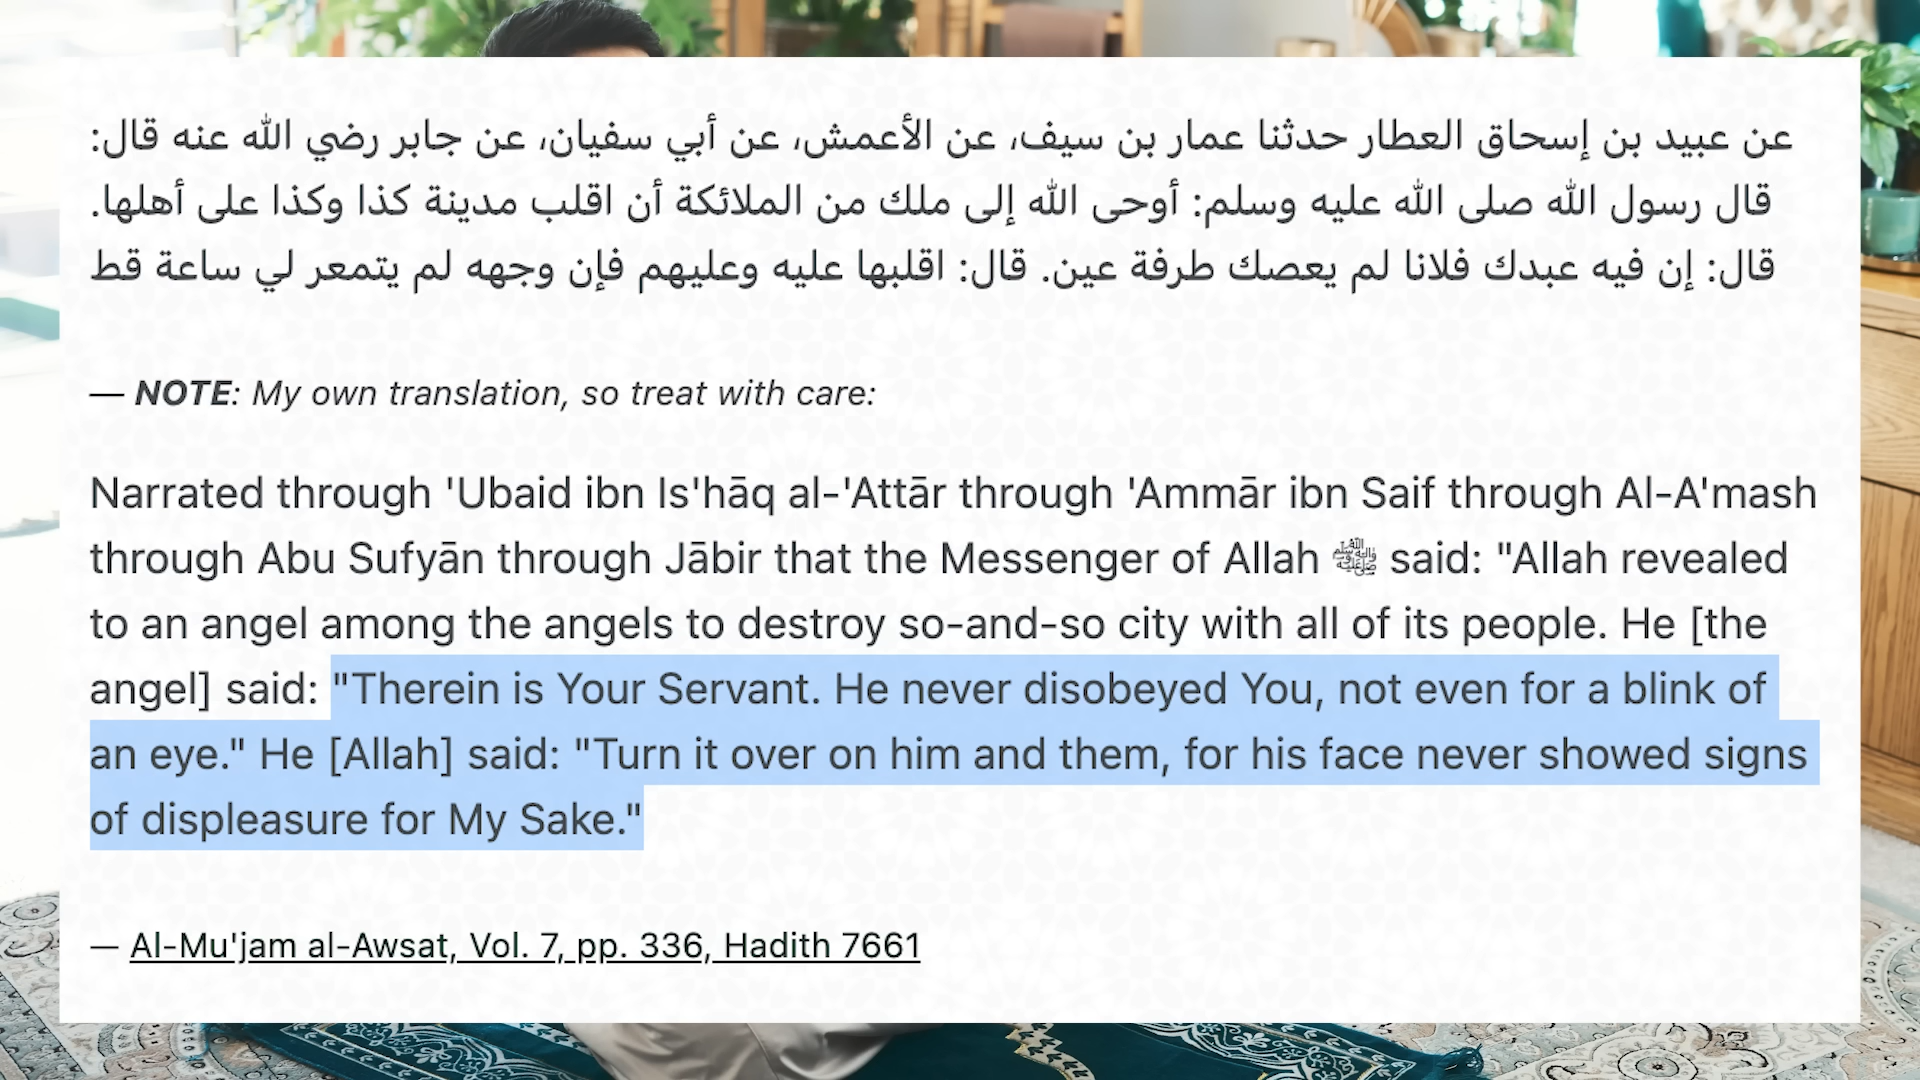 عن عبيد بن إسحاق العطار حدثنا عمار بن سيف، عن الأعمش، عن أبي سفيان، عن جابر رضي الله عنه قال:
قال رسول الله صلى الله عليه وسلم: أوحى الله إلى ملك من الملائكة أن اقلب مدينة كذا وكذا على أهلها.
قال: إن فيه عبدك فلانا لم يعصك طرفة عين. قال: اقلبها عليه وعليهم فإن وجهه لم يتمعر لي ساعة قط
— NOTE: My own translation, so treat with care:
Narrated through 'Ubaid ibn Is'hāq al-'Attār through 'Ammār ibn Saif through Al-A'mash
through Abu Sufyān through Jābir that the Messenger of Allah ﷺ said: "Allah revealed
to an angel among the angels to destroy so-and-so city with all of its people. He [the
angel] said: "Therein is Your Servant. He never disobeyed You, not even for a blink of
an eye." He [Allah] said: "Turn it over on him and them, for his face never showed signs
of displeasure for My Sake."
— Al-Mu'jam al-Awsat, Vol. 7, pp. 336, Hadith 7661